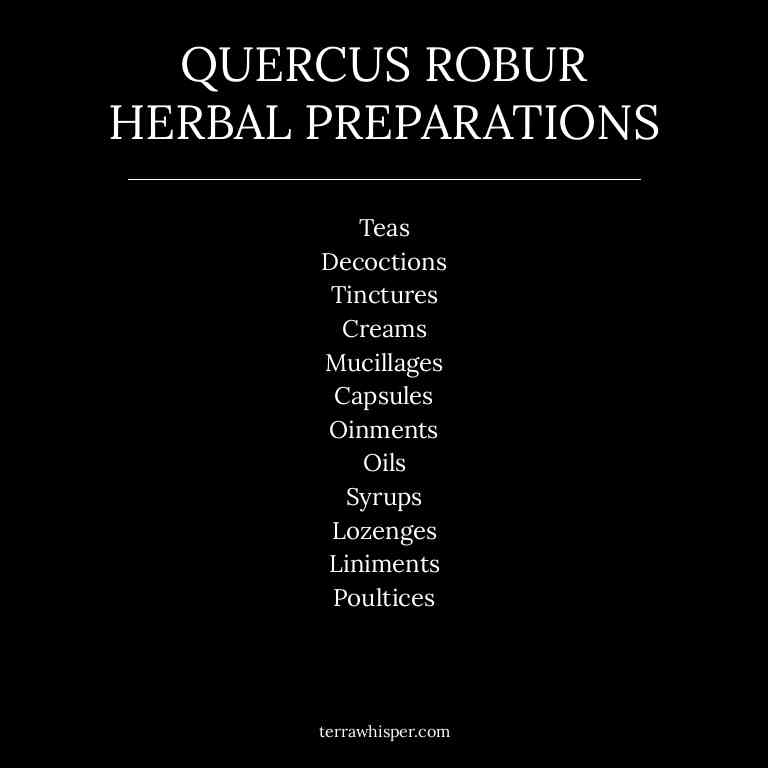 QUERCUS ROBUR
HERBAL PREPARATIONS
Teas
Decoctions
Tinctures
Creams
Mucillages
Capsules
Oinments
Oils
Syrups
Lozenges
Liniments
Poultices
terrawhisper.com